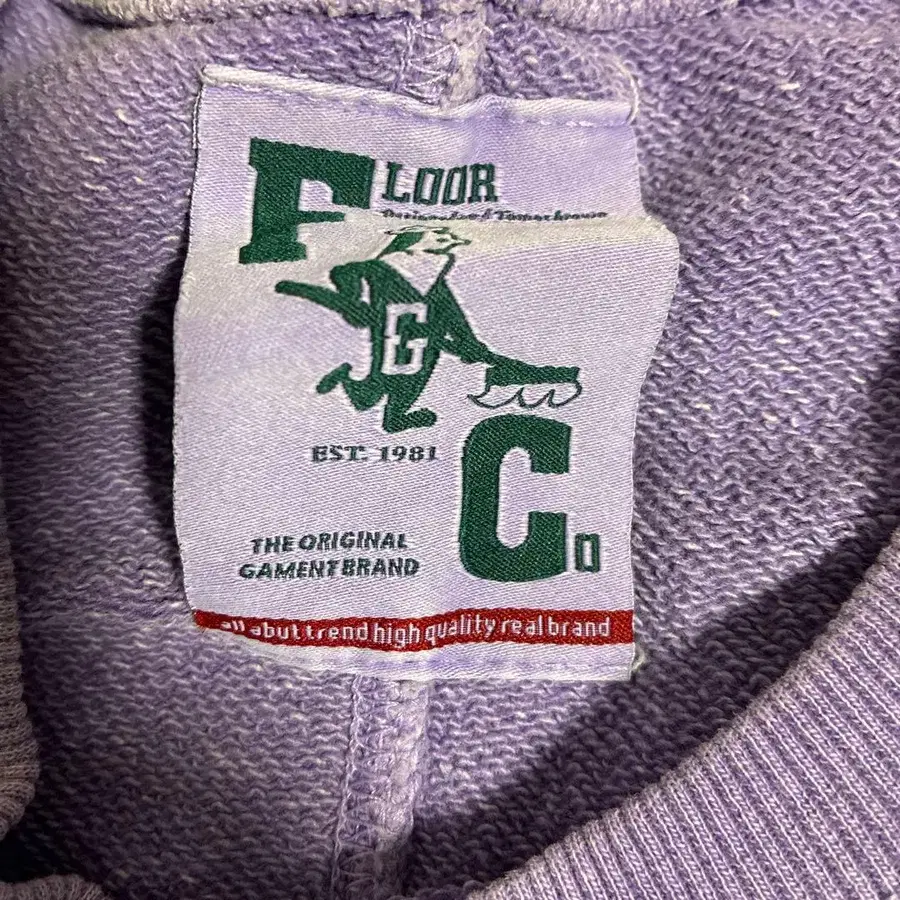 FLOOR
G
EST. 1981
Co
THE ORIGINAL
GAMENT BRAND
all abut trend high quality real brand